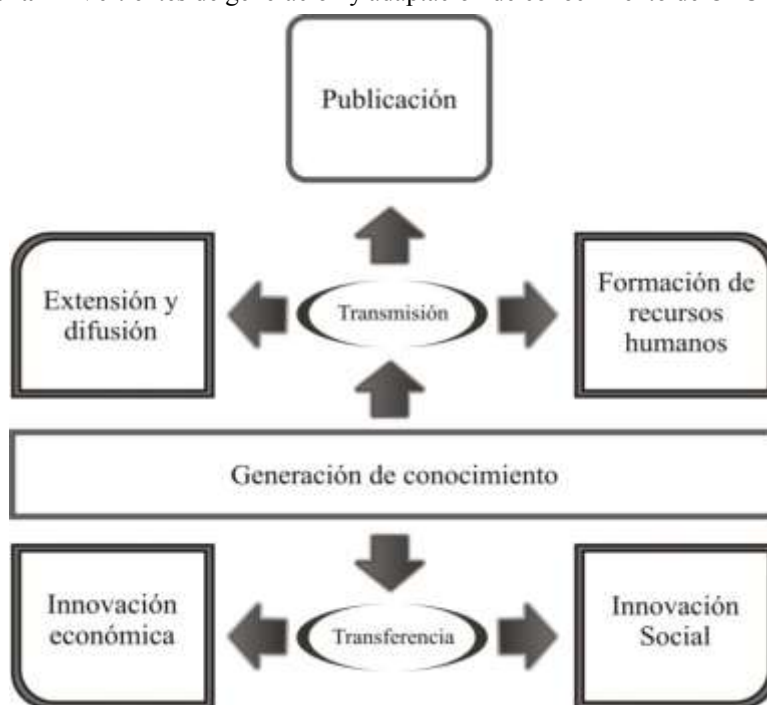 Publicación
Extensión y
difusión
Transmisión
Formación de
recursos
humanos
Generación de conocimiento
Innovación
económica
Transferencia
Innovación
Social